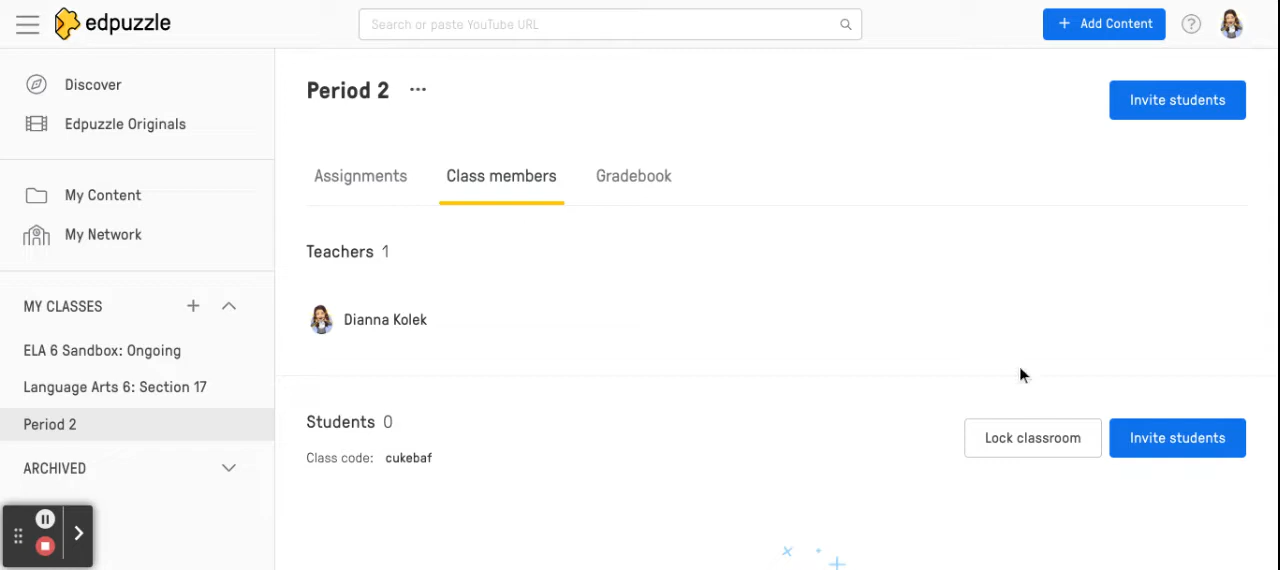 edpuzzle
Search or paste YouTube URL
+ Add Content
?
Discover
Edpuzzle Originals
My Content
My Network
MY CLASSES +
ELA 6 Sandbox: Ongoing
Language Arts 6: Section 17
Period 2
ARCHIVED
Period 2 ...
Invite students
Assignments Class members Gradebook
Teachers 1
Dianna Kolek
Students 0
Class code: cukebaf
Lock classroom
Invite students